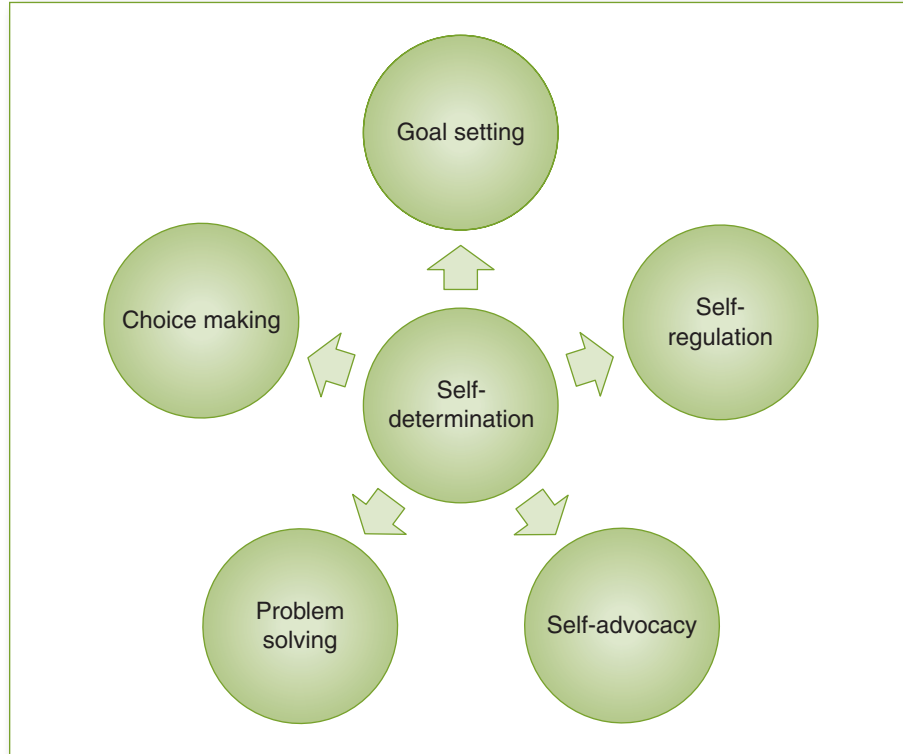 Goal setting
Choice making
Self-
regulation
Self-
determination
Problem
solving
Self-advocacy